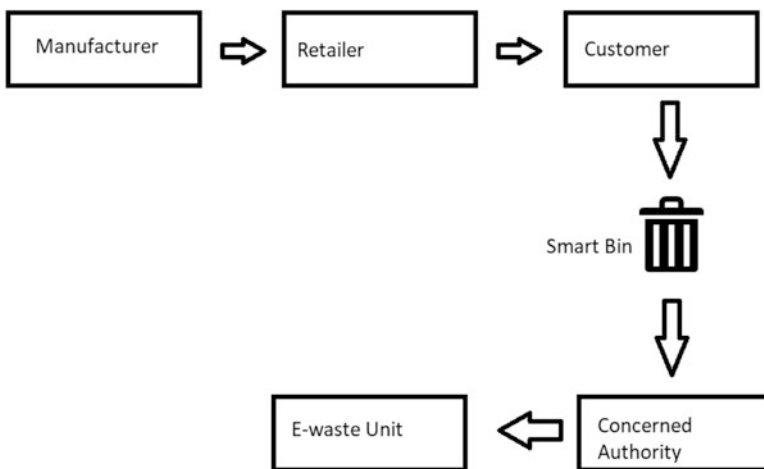 Manufacturer
Retailer
Customer
Smart Bin
E-waste Unit
Concerned
Authority